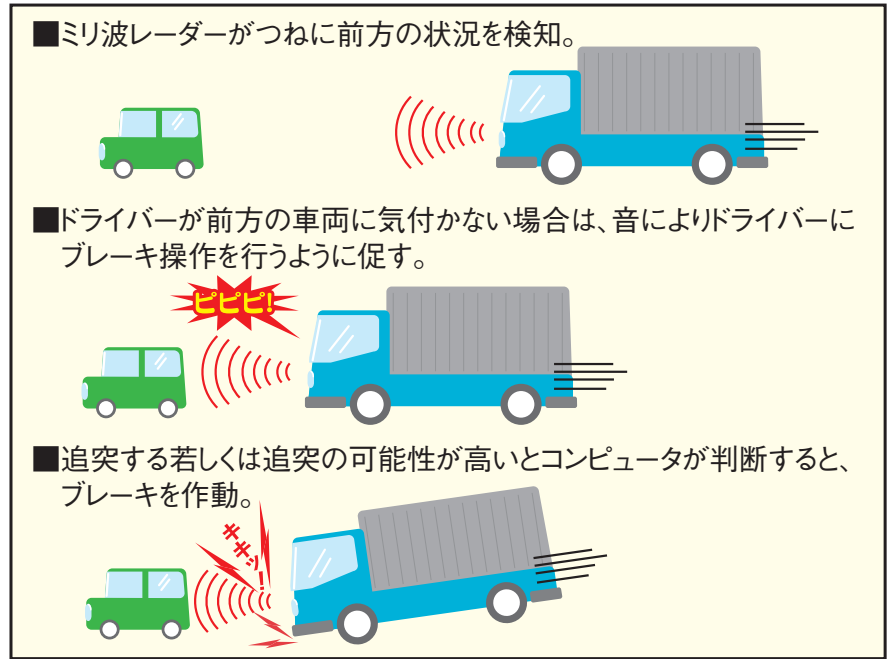 ■ミリ波レーダーがつねに前方の状況を検知。
■ドライバーが前方の車両に気付かない場合は、音によりドライバーに
ブレーキ操作を行うように促す。
ピピピ!
■追突する若しくは追突の可能性が高いとコンピュータが判断すると、
ブレーキを作動。
キキッー!